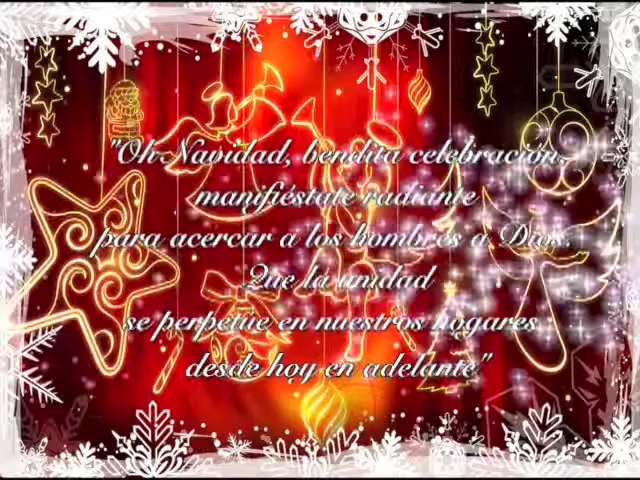 "Oh Navidad, bendita celebración,
manifiéstate radiante
para acercar a los hombres a Dios.
Que la unidad
se perpetúe en nuestros hogares
desde hoy en adelante"